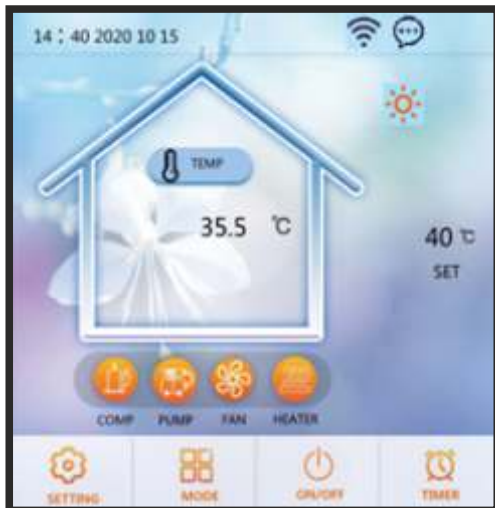 14 : 40 2020 10 15
TEMP
35.5 ℃
40 ℃
SET
COMP PUMP FAN HEATER
SETTING MODE ON/OFF TIMER